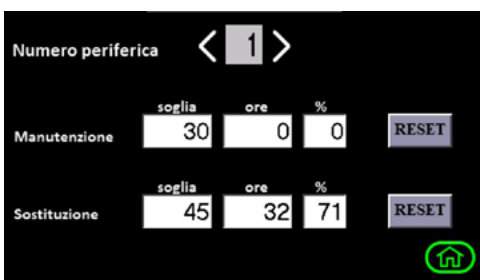 Numero periferica 1
soglia ore %
Manutenzione 30 0 0 RESET
soglia ore %
Sostituzione 45 32 71 RESET